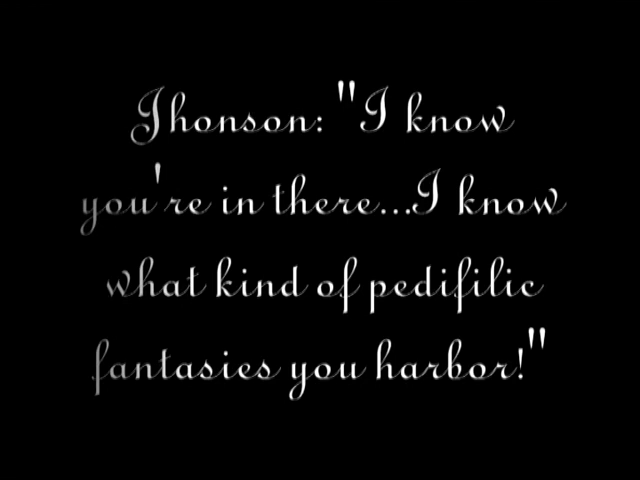 Jhonson: "I know
you're in there...I know
what kind of pedifilic
fantasies you harbor!"